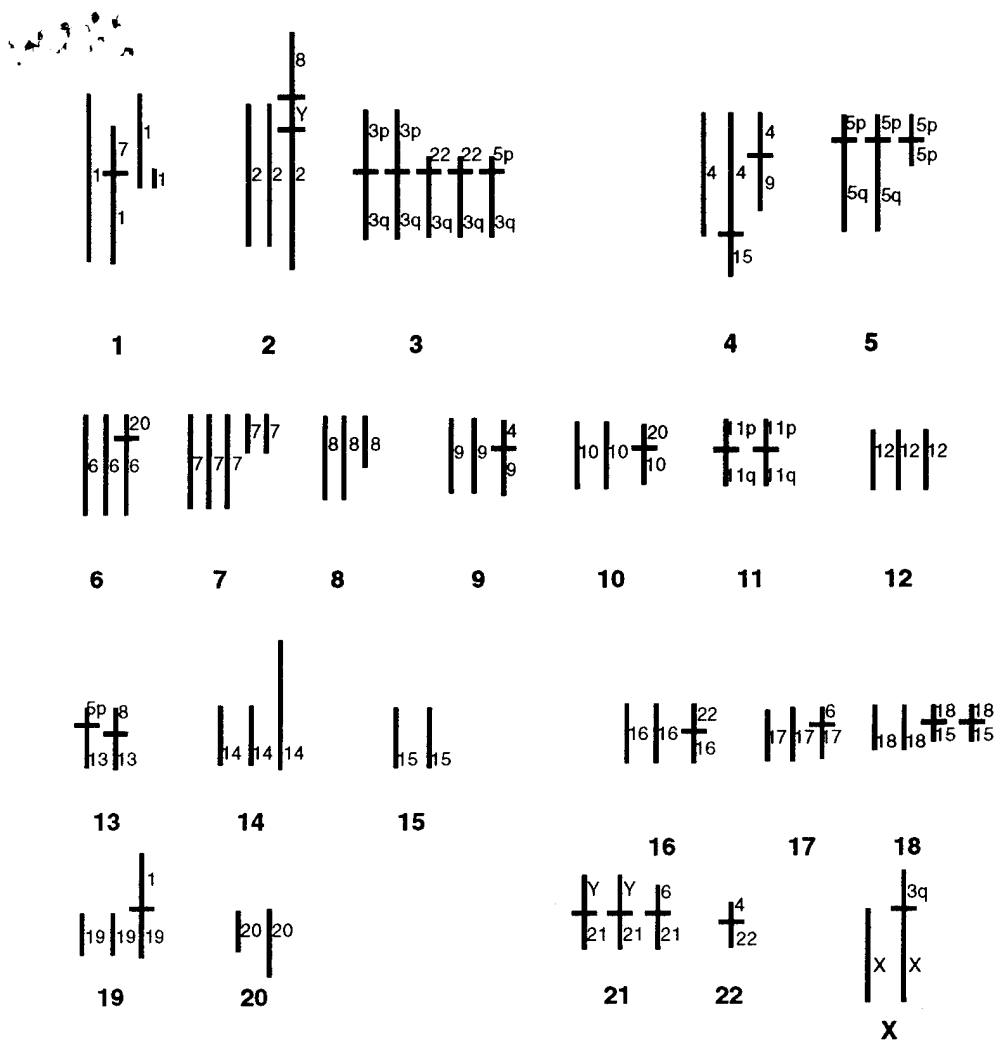 8
1 7 Y 3p 3p 22 22 5p 4 5p 5p 5p
1 1 2 2 2 4 4 9 5p
1 3q 3q 3q 3q 3q 5q 5q
15
1 2 3 4 5
20 7 7 8 8 8 4 20 11p 11p
6 6 6 7 7 7 9 9 9 10 10 10 11q 11q 12 12 12
6 7 8 9 10 11 12
5p 8 22 6 18 18
13 13 14 14 14 15 15 16 16 16 17 17 17 18 18 15 15
13 14 15
16 17 18
1 Y Y 6 4 3q
19 19 19 20 20 21 21 21 22
X X
19 20 21 22
X